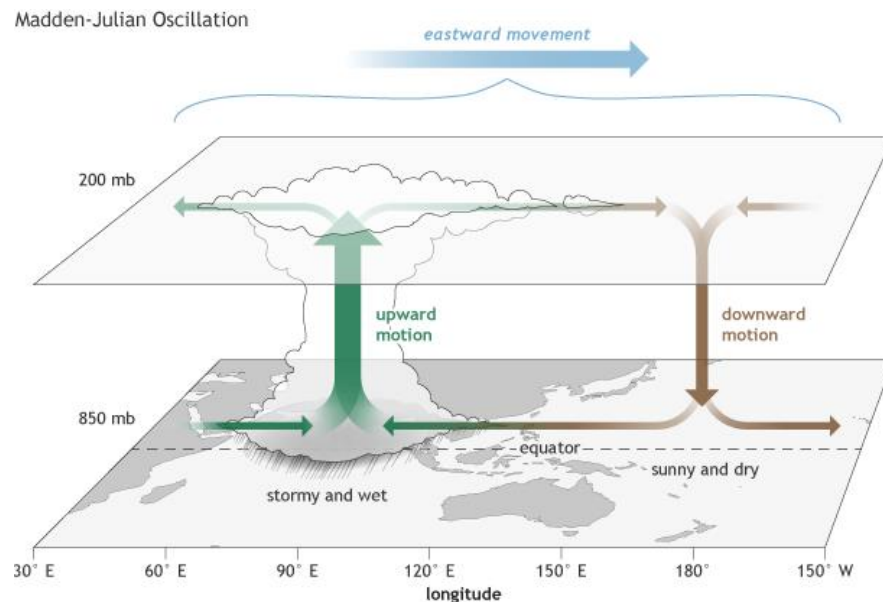 Madden-Julian Oscillation
eastward movement
200 mb
upward
motion
downward
motion
850 mb
equator
sunny and dry
stormy and wet
30° E
60° E
90° E
120° E
150° E
180°
150° W
longitude